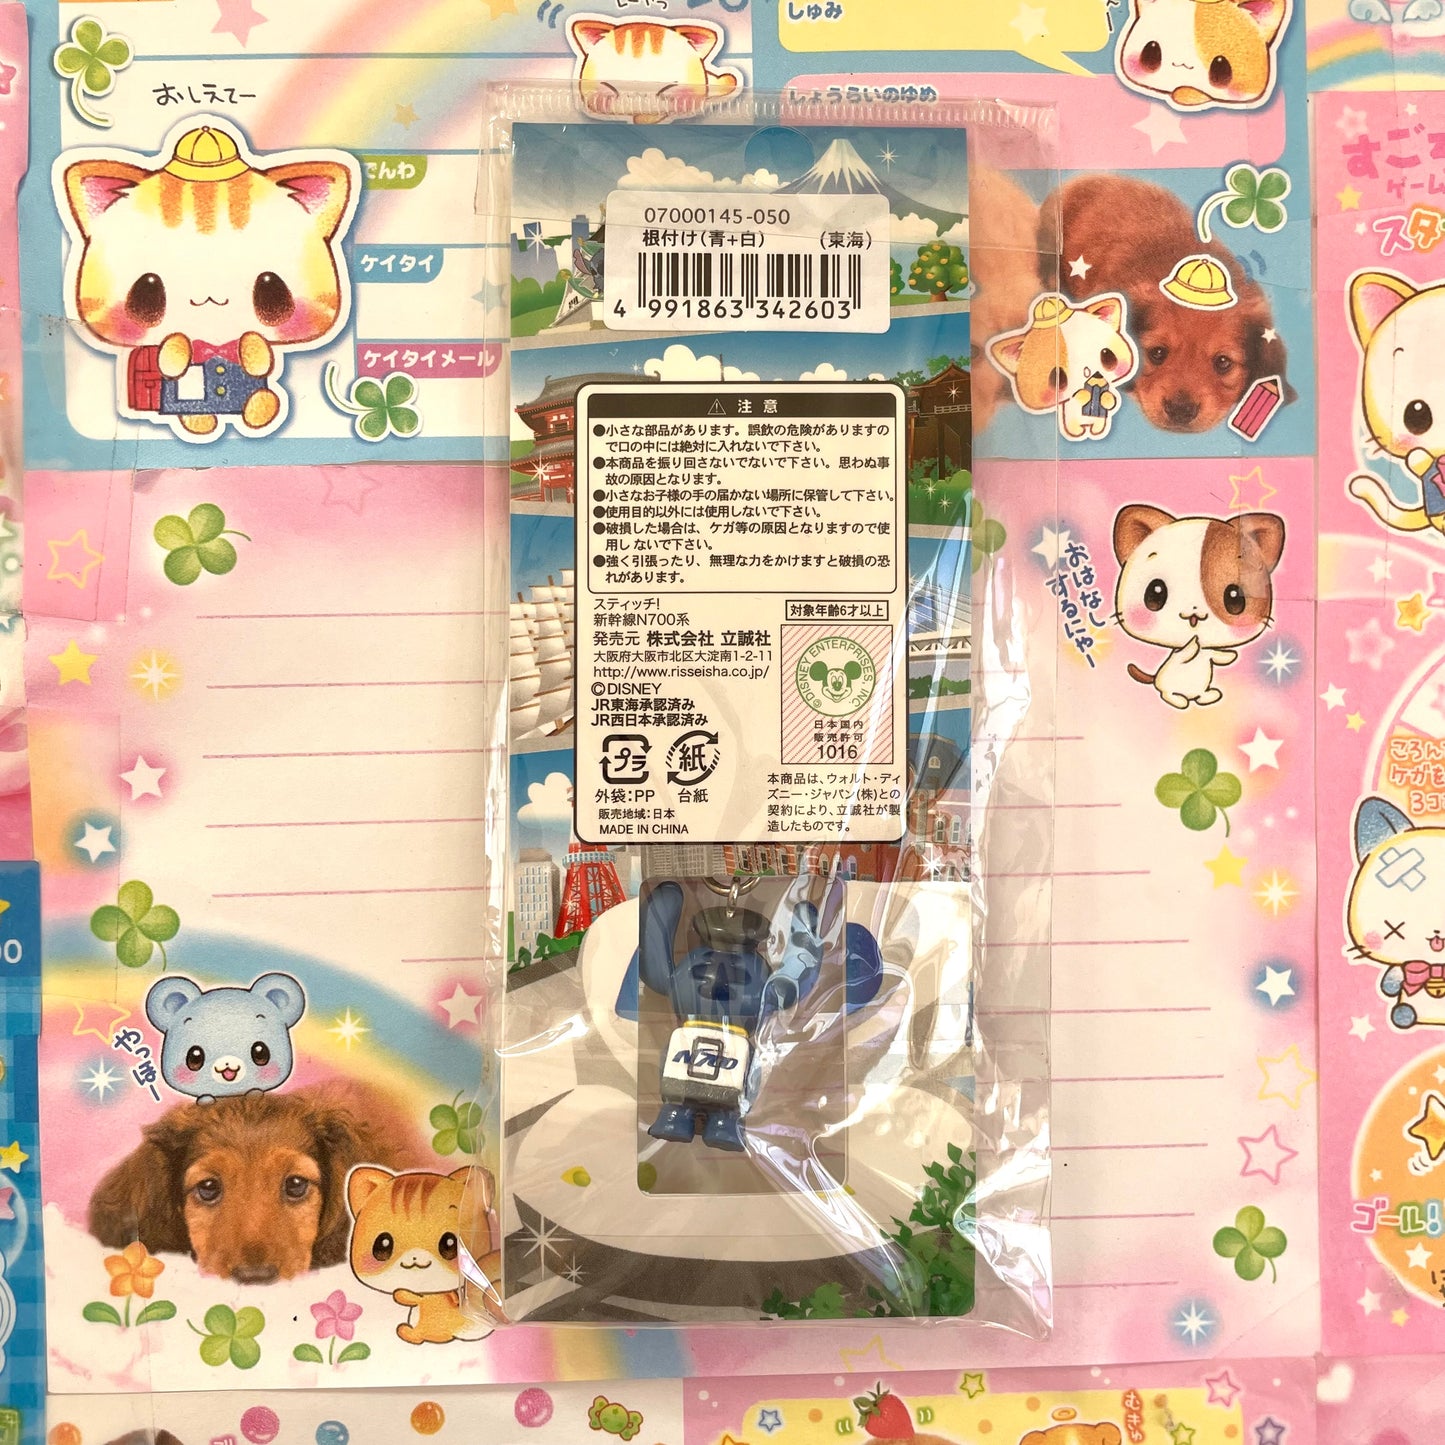 しゅみ
しょうらいのゆめ
おしえてー
でんわ
ケイタイ
ケイタイメール
07000145-050
根付け(青+白) (東海)
4 991863 342603
⚠ 注意
●小さな部品があります。誤飲の危険がありますの
で口の中には絶対に入れないで下さい。
●本商品を振り回さないでないで下さい。思わぬ事
故の原因となります。
●小さなお子様の手の届かない場所に保管して下さい。
●使用目的以外には使用しないで下さい。
●破損した場合は、ケガ等の原因となりますので使
用し ないで下さい。
●強く引張ったり、無理な力をかけますと破損の恐
れがあります。
スティッチ!
新幹線N700系
発売元 株式会社 立誠社
大阪府大阪市北区大淀南1-2-11
http://www.risseisha.co.jp/
©DISNEY
JR東海承認済み
JR西日本承認済み
プラ 紙
外袋:PP 台紙
販売地域:日本
MADE IN CHINA
対象年齢6才以上
©DISNEY ENTERPRISES INC.
日本国内
販売許可
1016
本商品は、ウォルト・ディ
ズニー・ジャパン(株)との
契約により、立誠社が製
造したものです。
N700
おはなし
するにゃー
やっほー
ゲーム
3コ
ゴール!
むきゅ